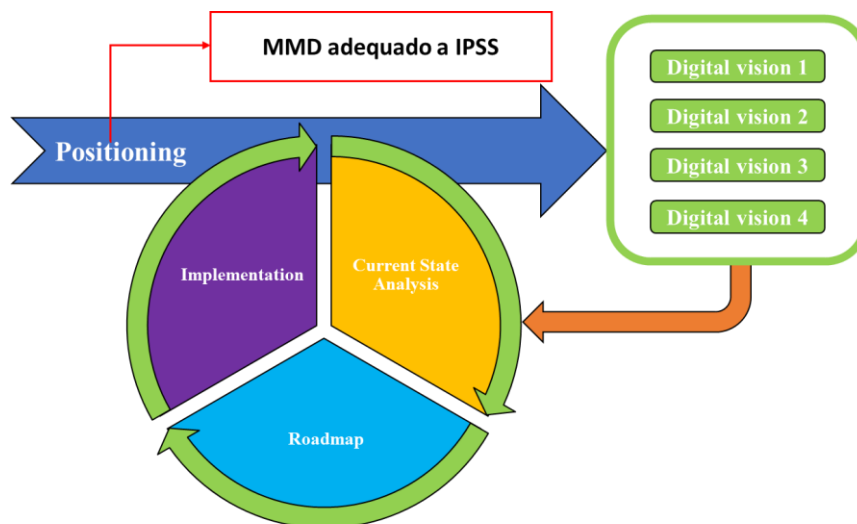 MMD adequado a IPSS
Positioning
Digital vision 1
Digital vision 2
Digital vision 3
Digital vision 4
Implementation
Current State
Analysis
Roadmap